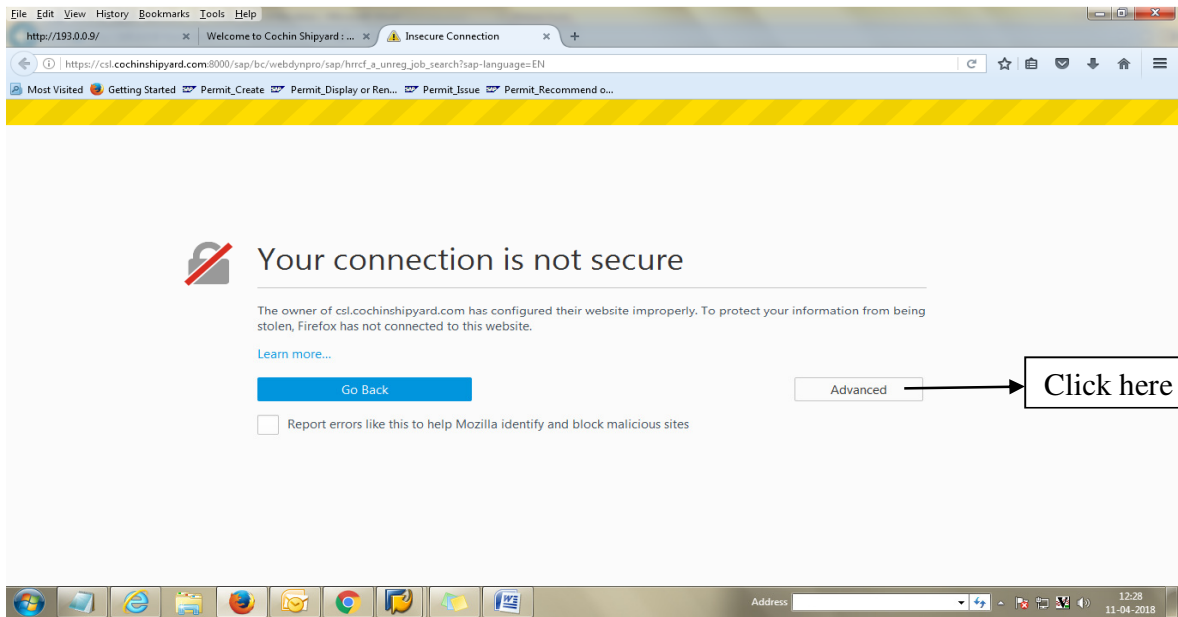 File Edit View History Bookmarks Tools Help
http://193.0.0.9/ × Welcome to Cochin Shipyard : ... × Insecure Connection × +
https://csl.cochinshipyard.com:8000/sap/bc/webdynpro/sap/hrrcf_a_unreg_job_search?sap-language=EN
Most Visited Getting Started Permit_Create Permit_Display or Ren... Permit_Issue Permit_Recommend o...
Your connection is not secure
The owner of csl.cochinshipyard.com has configured their website improperly. To protect your information from being
stolen, Firefox has not connected to this website.
Learn more...
Go Back
Advanced
Click here
Report errors like this to help Mozilla identify and block malicious sites
Address
12:28
11-04-2018